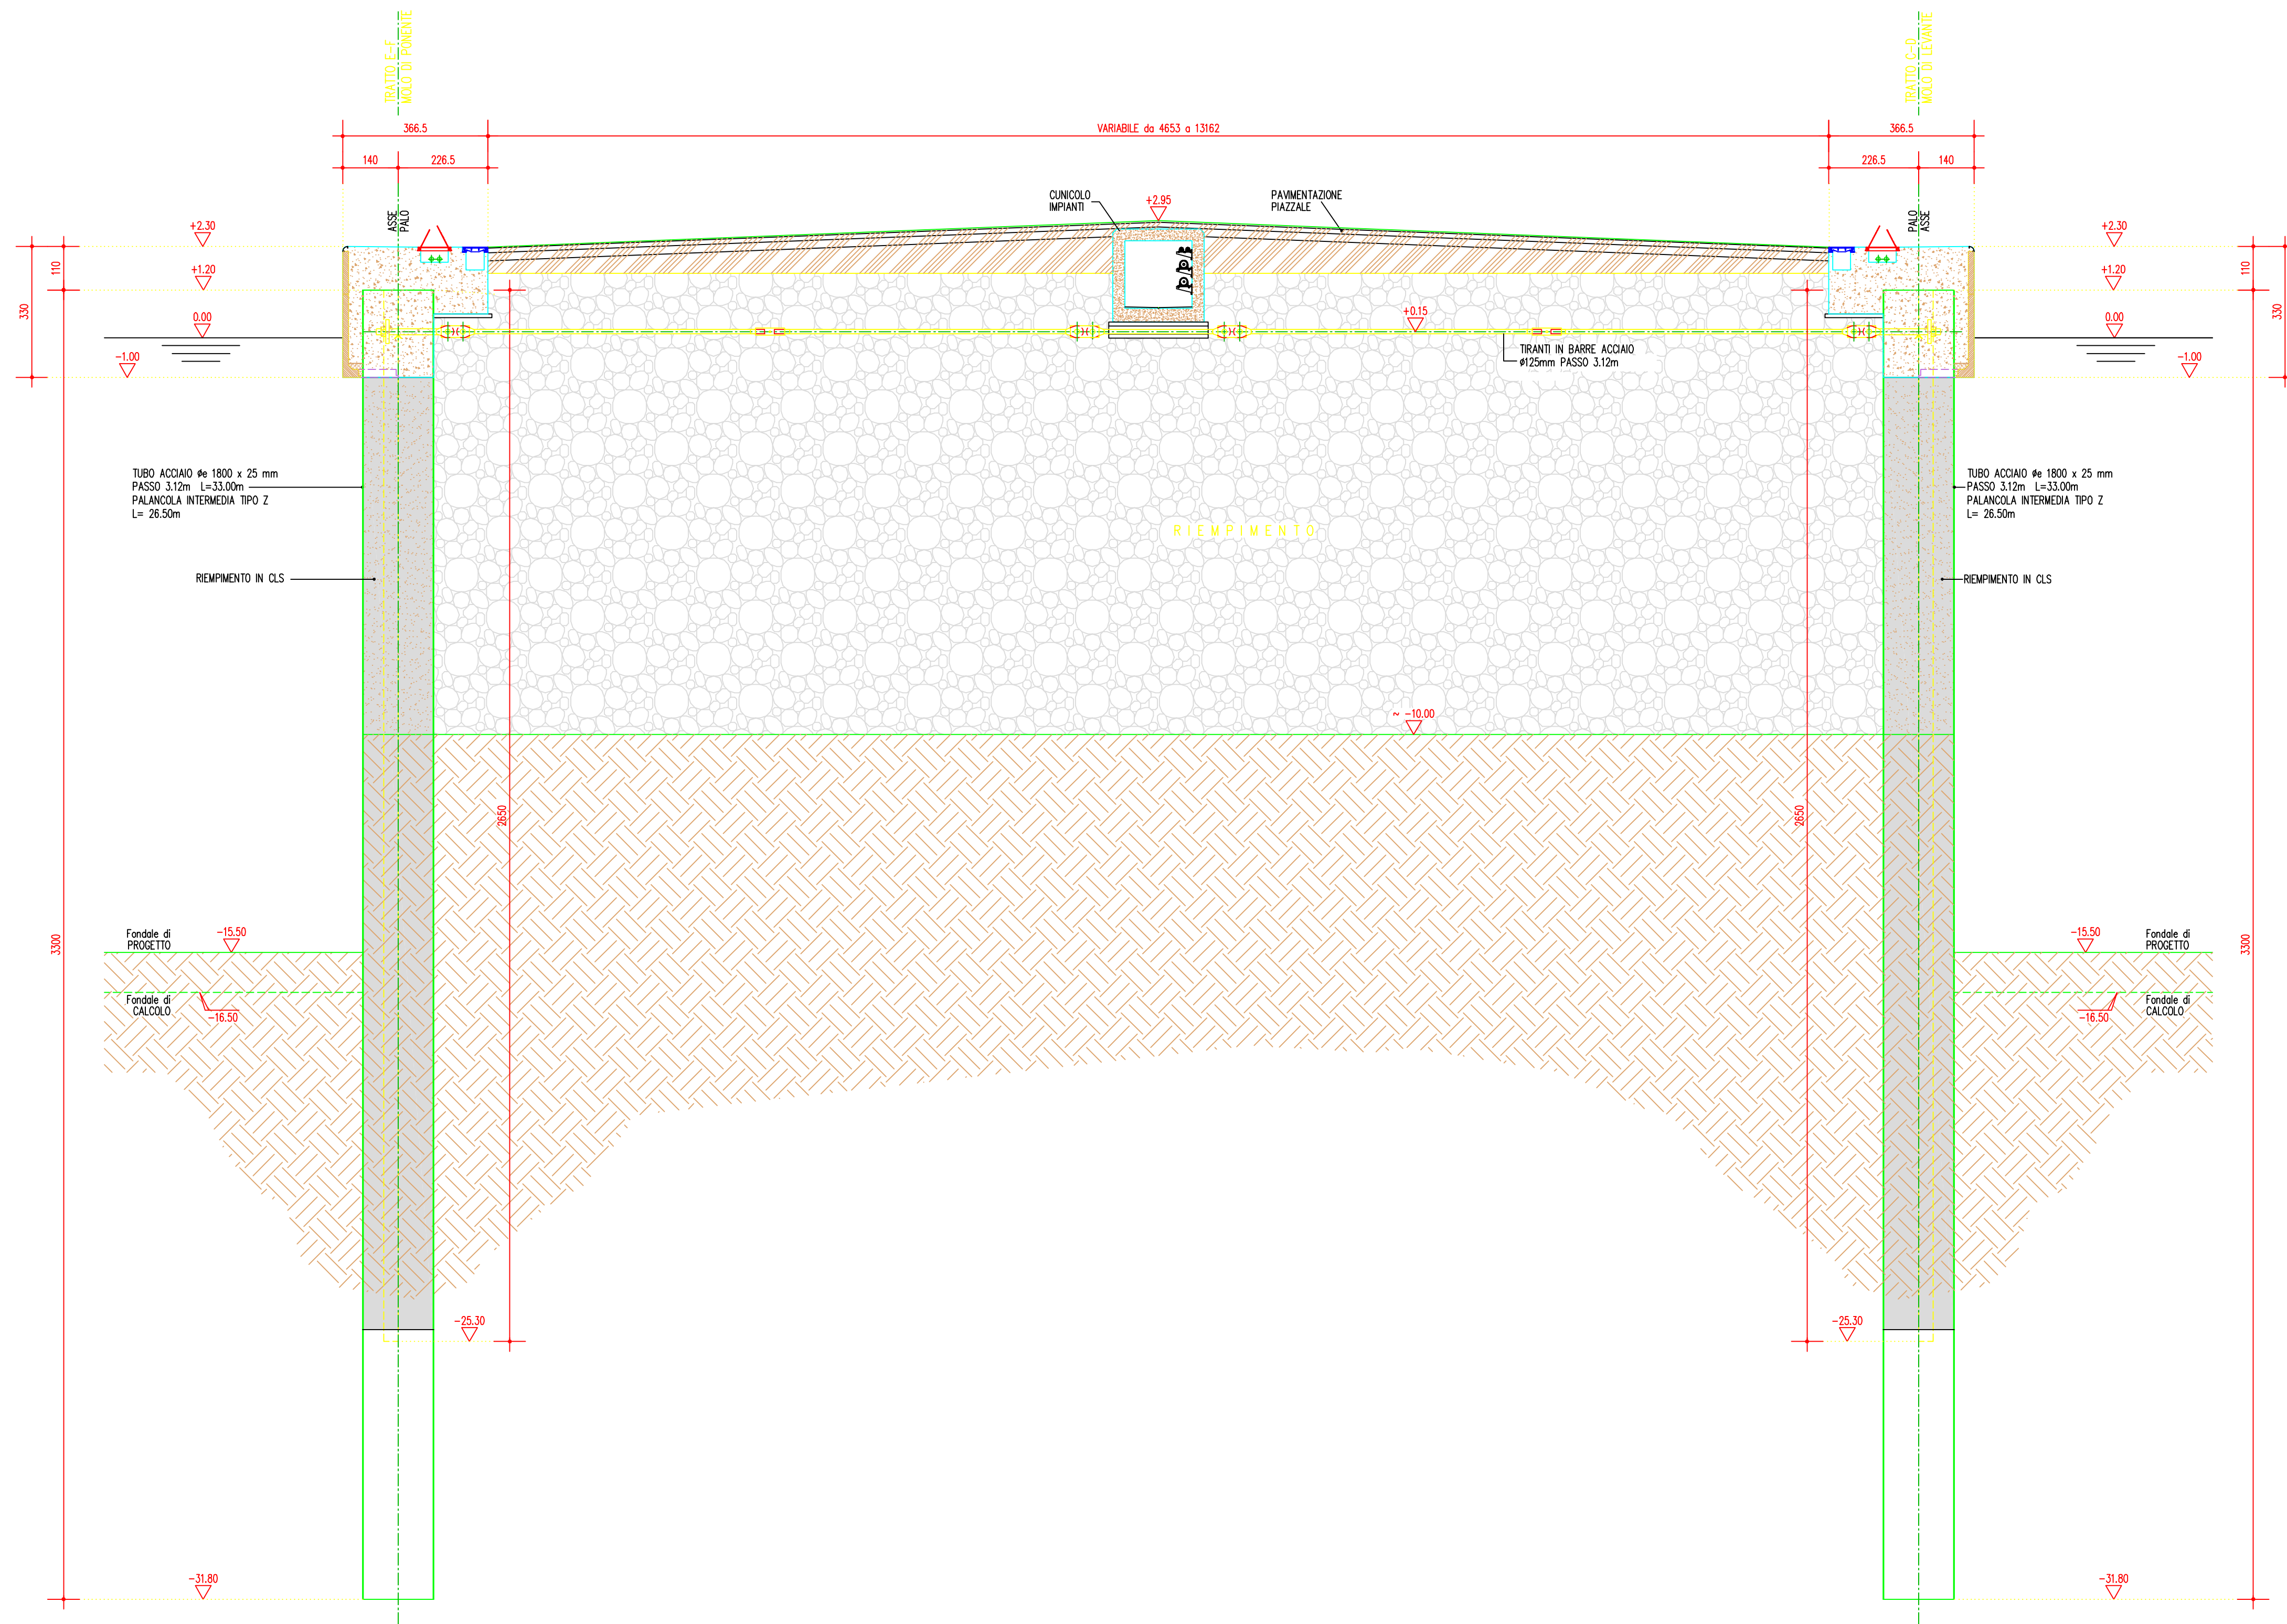 TRATTO E-F
MOLO DI PONENTE
TRATTO C-D
MOLO DI LEVANTE
366.5
VARIABILE da 4653 a 13162
366.5
140
226.5
226.5
140
CUNICOLO
IMPIANTI
+2.95
PAVIMENTAZIONE
PIAZZALE
ASSE
PALO
PALO
ASSE
+2.30
+2.30
110
+1.20
+1.20
110
330
330
0.00
+0.15
0.00
-1.00
-1.00
TIRANTI IN BARRE ACCIAIO
ø125mm PASSO 3.12m
TUBO ACCIAIO øe 1800 x 25 mm
PASSO 3.12m L=33.00m
PALANCOLA INTERMEDIA TIPO Z
L= 26.50m
TUBO ACCIAIO øe 1800 x 25 mm
PASSO 3.12m L=33.00m
PALANCOLA INTERMEDIA TIPO Z
L= 26.50m
RIEMPIMENTO
RIEMPIMENTO IN CLS
RIEMPIMENTO IN CLS
~ -10.00
2650
2650
3300
3300
Fondale di
PROGETTO
-15.50
-15.50
Fondale di
PROGETTO
Fondale di
CALCOLO
-16.50
-16.50
Fondale di
CALCOLO
-25.30
-25.30
-31.80
-31.80